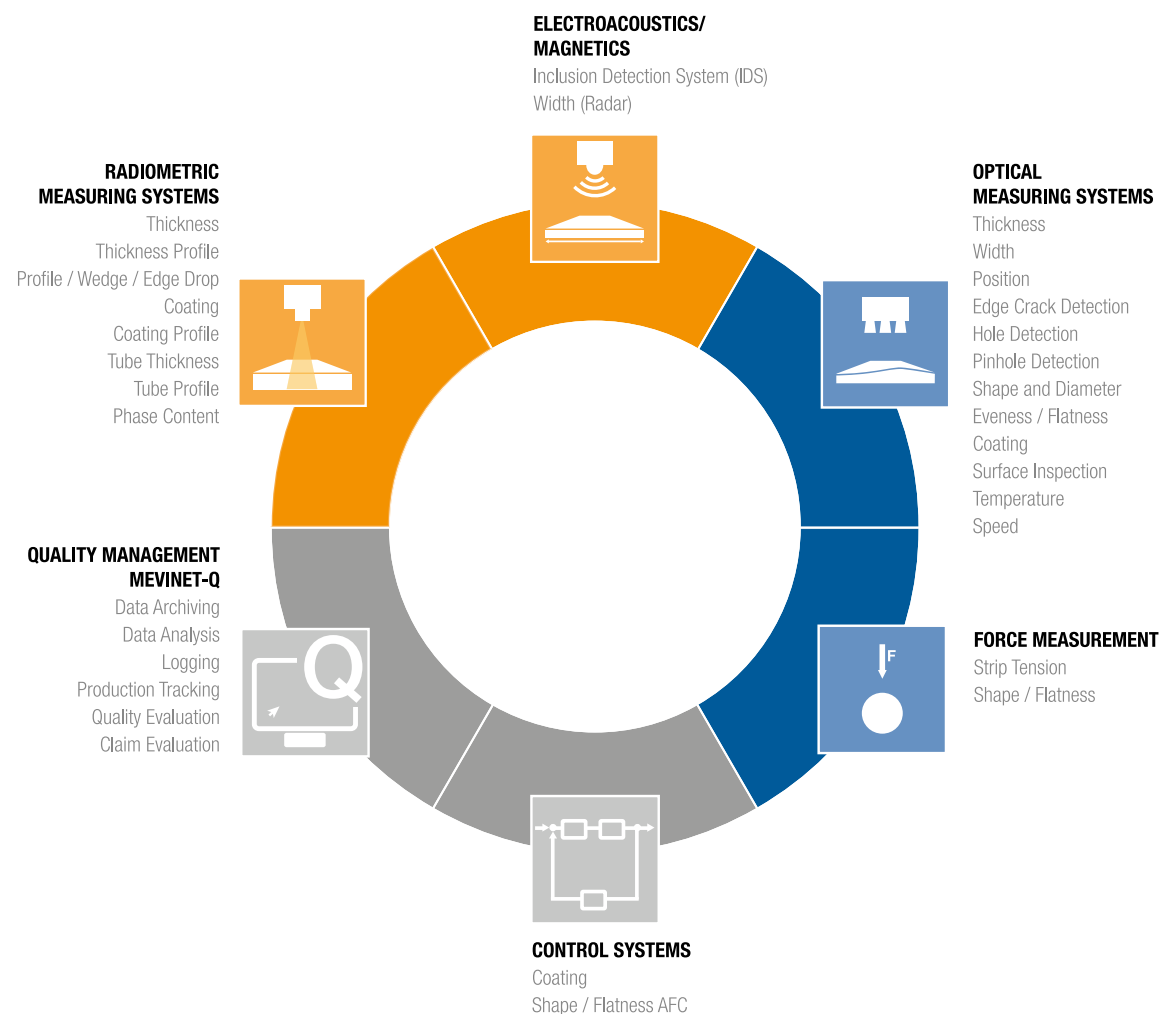 ELECTROACOUSTICS/
MAGNETICS
Inclusion Detection System (IDS)
Width (Radar)
RADIOMETRIC
MEASURING SYSTEMS
Thickness
Thickness Profile
Profile / Wedge / Edge Drop
Coating
Coating Profile
Tube Thickness
Tube Profile
Phase Content
OPTICAL
MEASURING SYSTEMS
Thickness
Width
Position
Edge Crack Detection
Hole Detection
Pinhole Detection
Shape and Diameter
Eveness / Flatness
Coating
Surface Inspection
Temperature
Speed
QUALITY MANAGEMENT
MEVINET-Q
Data Archiving
Data Analysis
Logging
Production Tracking
Quality Evaluation
Claim Evaluation
Q
F
FORCE MEASUREMENT
Strip Tension
Shape / Flatness
CONTROL SYSTEMS
Coating
Shape / Flatness AFC